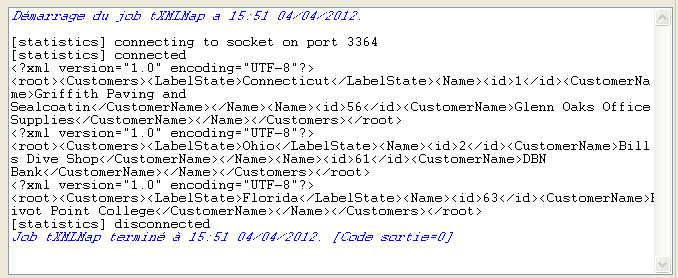 Démarrage du job tXMLMap a 15:51 04/04/2012.
[statistics] connecting to socket on port 3364
[statistics] connected
<?xml version="1.0" encoding="UTF-8"?>
<root><Customers><LabelState>Connecticut</LabelState><Name><id>1</id><CustomerNa
me>Griffith Paving and
Sealcoatin</CustomerName></Name><Name><id>56</id><CustomerName>Glenn Oaks Office
Supplies</CustomerName></Name></Customers></root>
<?xml version="1.0" encoding="UTF-8"?>
<root><Customers><LabelState>Ohio</LabelState><Name><id>2</id><CustomerName>Bill
s Dive Shop</CustomerName></Name><Name><id>61</id><CustomerName>DBN
Bank</CustomerName></Name></Customers></root>
<?xml version="1.0" encoding="UTF-8"?>
<root><Customers><LabelState>Florida</LabelState><Name><id>63</id><CustomerName>P
ivot Point College</CustomerName></Name></Customers></root>
[statistics] disconnected
Job tXMLMap terminé à 15:51 04/04/2012. [Code sortie=0]